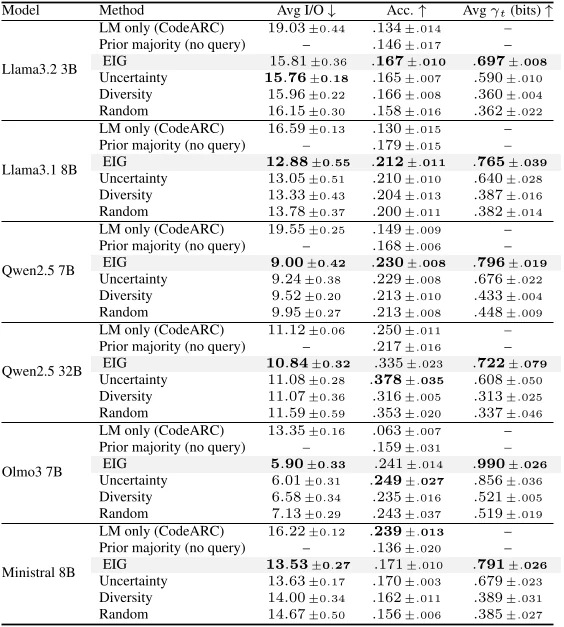 Model Method Avg I/O ↓ Acc. ↑ Avg γt (bits) ↑
Llama3.2 3B
LM only (CodeARC) 19.03 ±0.44 .134 ±.014 –
Prior majority (no query) – .146 ±.017 –
EIG 15.81 ±0.36 .167 ±.010 .697 ±.008
Uncertainty 15.76 ±0.18 .165 ±.007 .590 ±.010
Diversity 15.96 ±0.22 .166 ±.008 .360 ±.004
Random 16.15 ±0.30 .158 ±.016 .362 ±.022
Llama3.1 8B
LM only (CodeARC) 16.59 ±0.13 .130 ±.015 –
Prior majority (no query) – .179 ±.015 –
EIG 12.88 ±0.55 .212 ±.011 .765 ±.039
Uncertainty 13.05 ±0.51 .210 ±.010 .640 ±.028
Diversity 13.33 ±0.43 .204 ±.013 .387 ±.016
Random 13.78 ±0.37 .200 ±.011 .382 ±.014
Qwen2.5 7B
LM only (CodeARC) 19.55 ±0.25 .149 ±.009 –
Prior majority (no query) – .168 ±.006 –
EIG 9.00 ±0.42 .230 ±.008 .796 ±.019
Uncertainty 9.24 ±0.38 .229 ±.008 .676 ±.022
Diversity 9.52 ±0.20 .213 ±.010 .433 ±.004
Random 9.95 ±0.27 .213 ±.008 .448 ±.009
Qwen2.5 32B
LM only (CodeARC) 11.12 ±0.06 .250 ±.011 –
Prior majority (no query) – .217 ±.016 –
EIG 10.84 ±0.32 .335 ±.023 .722 ±.079
Uncertainty 11.08 ±0.28 .378 ±.035 .608 ±.050
Diversity 11.07 ±0.36 .316 ±.005 .313 ±.025
Random 11.59 ±0.59 .353 ±.020 .337 ±.046
Olmo3 7B
LM only (CodeARC) 13.35 ±0.16 .063 ±.007 –
Prior majority (no query) – .159 ±.031 –
EIG 5.90 ±0.33 .241 ±.014 .990 ±.026
Uncertainty 6.01 ±0.31 .249 ±.027 .856 ±.036
Diversity 6.58 ±0.34 .235 ±.016 .521 ±.005
Random 7.13 ±0.29 .243 ±.037 .519 ±.019
Ministral 8B
LM only (CodeARC) 16.22 ±0.12 .239 ±.013 –
Prior majority (no query) – .136 ±.020 –
EIG 13.53 ±0.27 .171 ±.010 .791 ±.026
Uncertainty 13.63 ±0.17 .170 ±.003 .679 ±.023
Diversity 14.00 ±0.34 .162 ±.011 .389 ±.031
Random 14.67 ±0.50 .156 ±.006 .385 ±.027